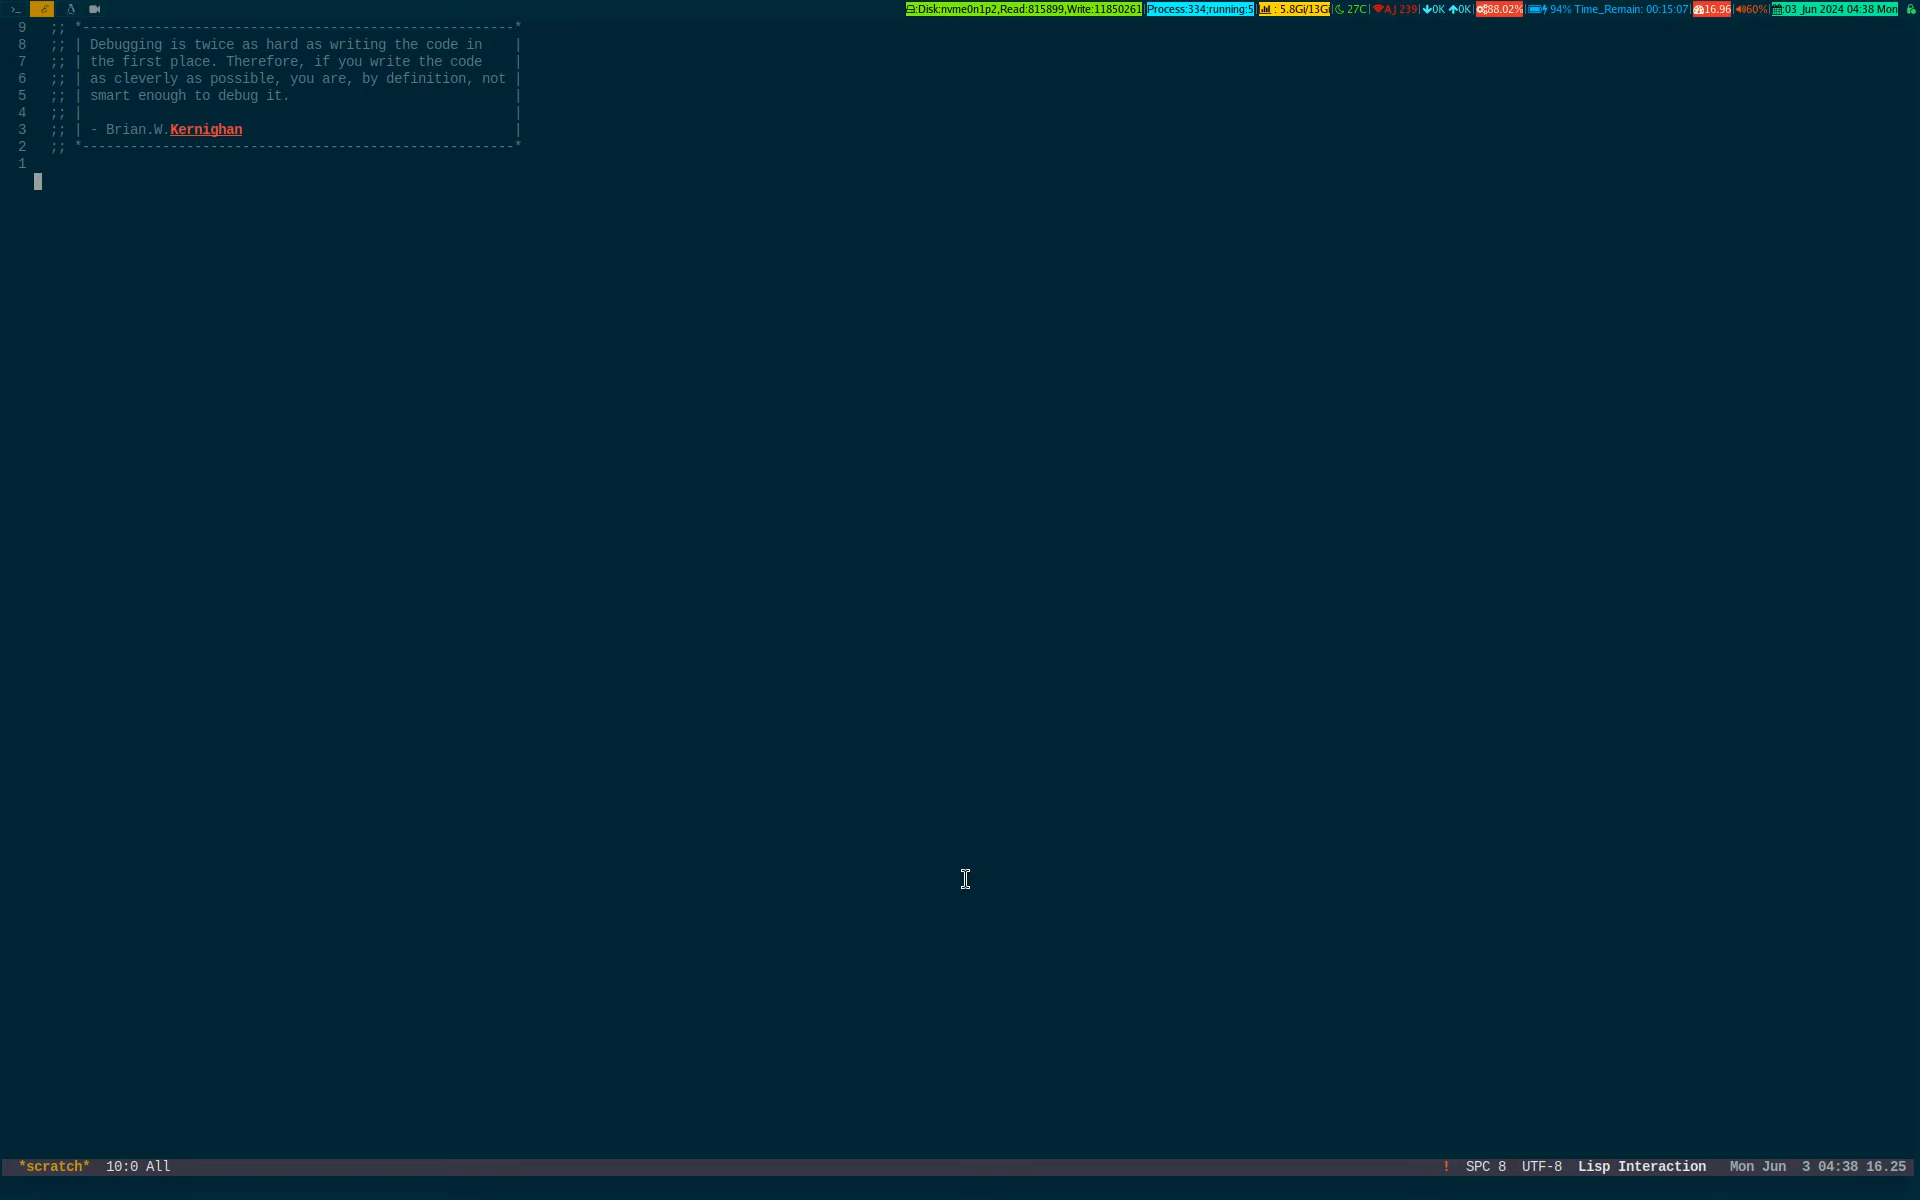 >_ Disk:nvme0n1p2,Read:815899,Write:11850261|Process:334;running:5| : 5.8Gi/13Gi| 27C| AJ 239| 0K 0K| 88.02%| 94% Time_Remain: 00:15:07| 16.96| 60%| :03 Jun 2024 04:38 Mon
9 ;; *------------------------------------------------------*
8 ;; | Debugging is twice as hard as writing the code in |
7 ;; | the first place. Therefore, if you write the code |
6 ;; | as cleverly as possible, you are, by definition, not |
5 ;; | smart enough to debug it. |
4 ;; | |
3 ;; | - Brian.W.Kernighan |
2 ;; *------------------------------------------------------*
1
*scratch* 10:0 All ! SPC 8 UTF-8 Lisp Interaction Mon Jun 3 04:38 16.25